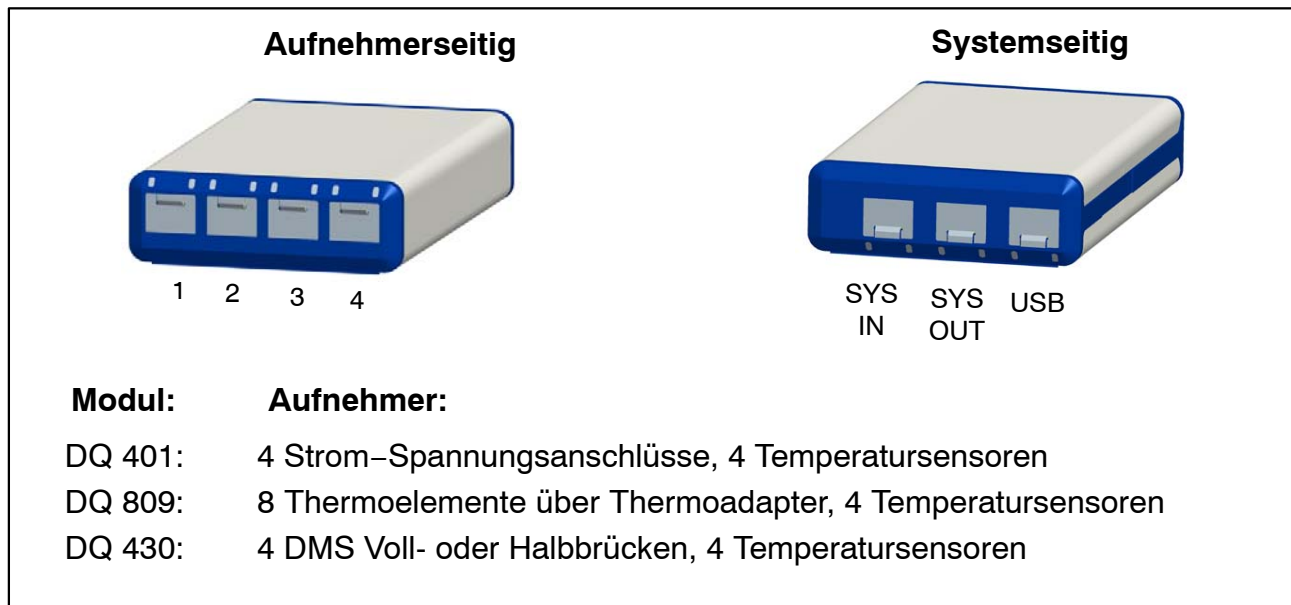 Aufnehmerseitig
Systemseitig
1 2 3 4
SYS IN
SYS OUT
USB
Modul: Aufnehmer:
DQ 401: 4 Strom–Spannungsanschlüsse, 4 Temperatursensoren
DQ 809: 8 Thermoelemente über Thermoadapter, 4 Temperatursensoren
DQ 430: 4 DMS Voll- oder Halbbrücken, 4 Temperatursensoren